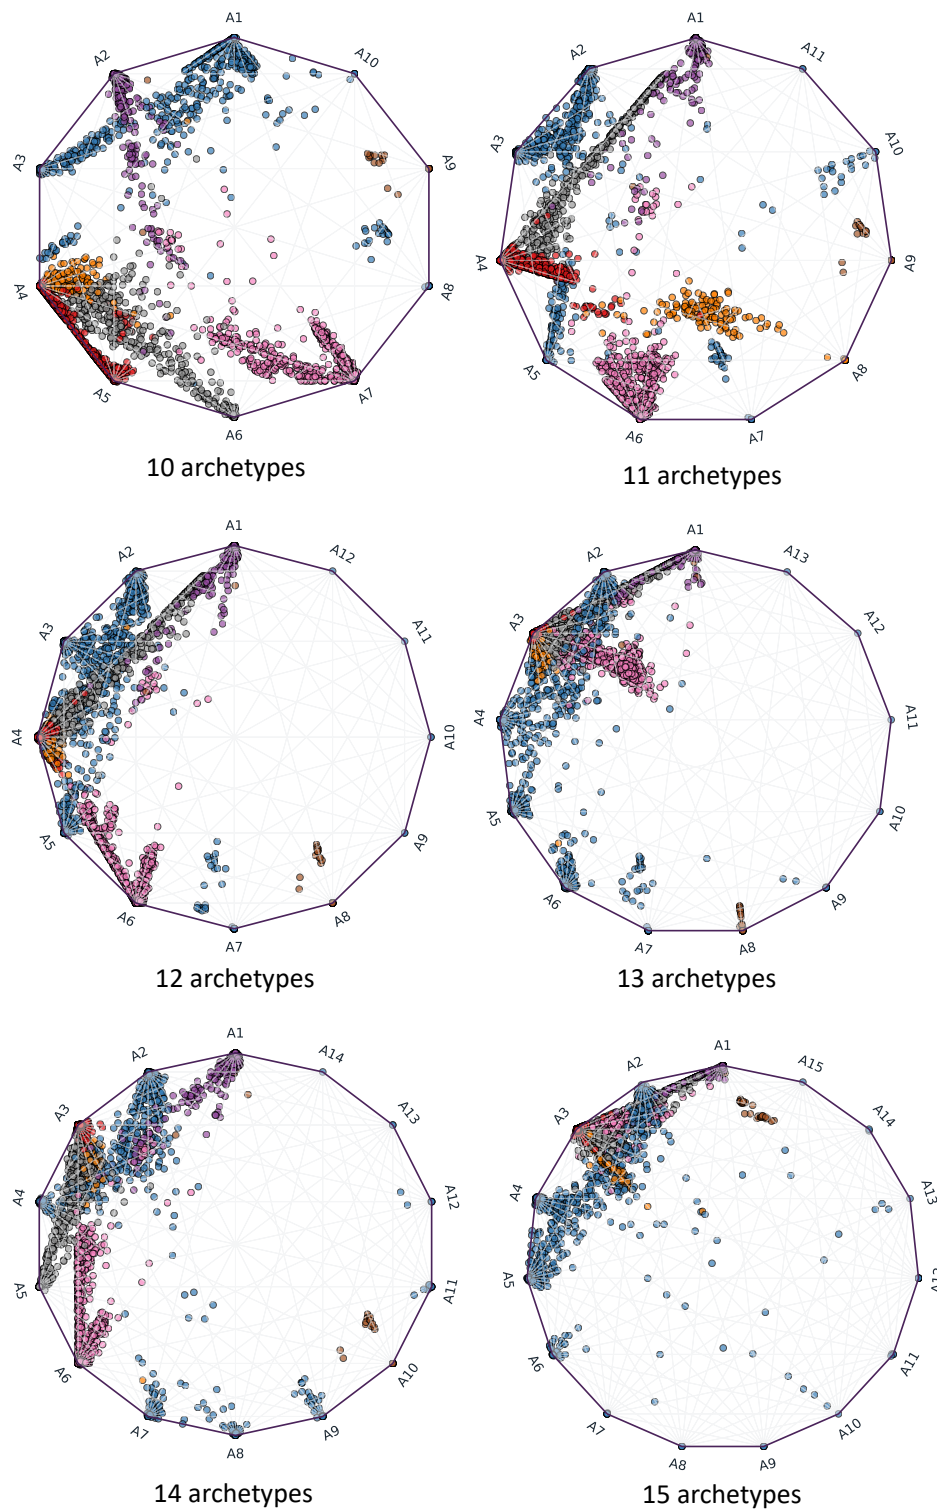 A1
A2
A10
A3
A9
A4
A8
A5
A7
A6
10 archetypes
A1
A2
A11
A3
A10
A4
A9
A5
A8
A6
A7
11 archetypes
A1
A2
A12
A3
A11
A4
A10
A5
A9
A6
A8
A7
12 archetypes
A1
A2
A13
A3
A12
A4
A11
A5
A10
A6
A9
A7
A8
13 archetypes
A1
A2
A14
A3
A13
A4
A12
A5
A11
A6
A10
A7
A9
A8
14 archetypes
A1
A2
A15
A3
A14
A4
A13
A5
A6
A11
A7
A10
A8
A9
15 archetypes